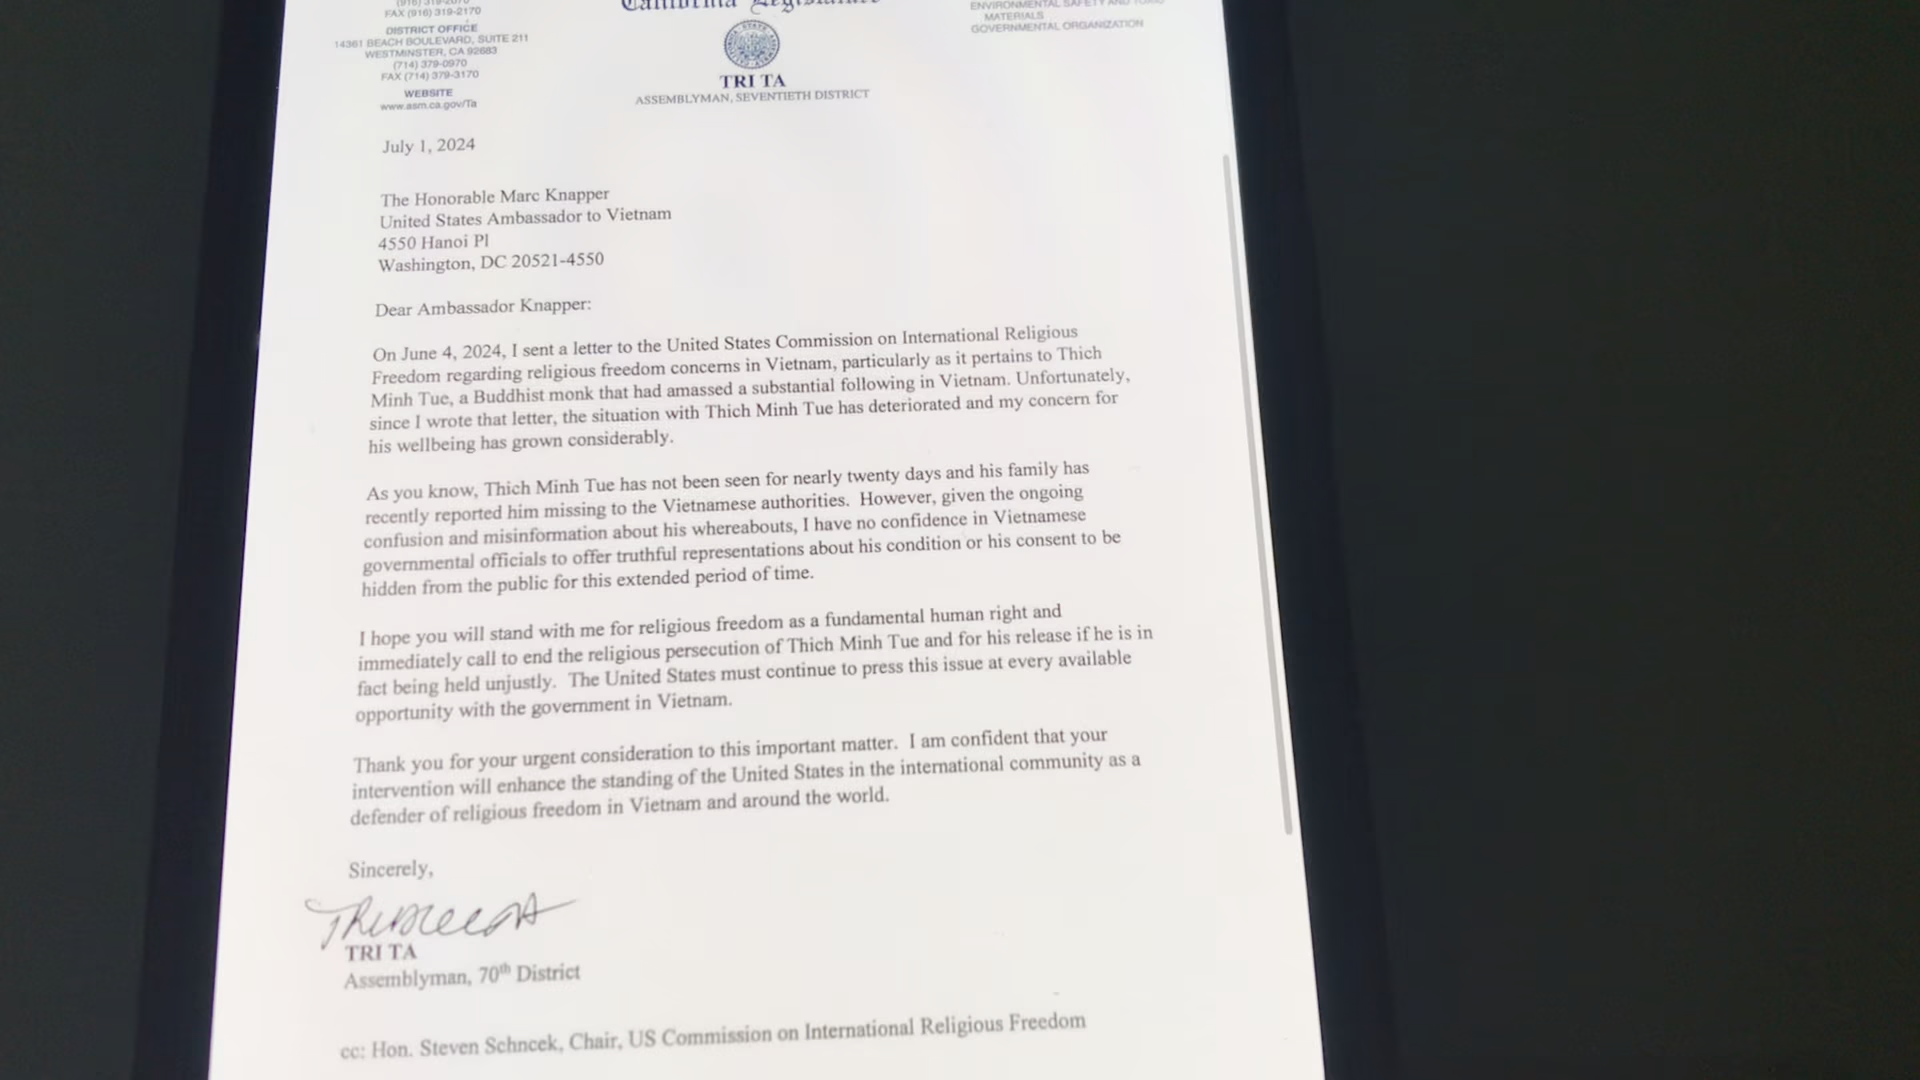 (916) 319-2070
FAX (916) 319-2170
DISTRICT OFFICE
14361 BEACH BOULEVARD, SUITE 211
WESTMINSTER, CA 92683
(714) 379-0970
FAX (714) 379-3170
WEBSITE
www.asm.ca.gov/Ta
California Legislature
TRI TA
ASSEMBLYMAN, SEVENTIETH DISTRICT
ENVIRONMENTAL SAFETY AND TOXIC
MATERIALS
GOVERNMENTAL ORGANIZATION
July 1, 2024
The Honorable Marc Knapper
United States Ambassador to Vietnam
4550 Hanoi Pl
Washington, DC 20521-4550
Dear Ambassador Knapper:
On June 4, 2024, I sent a letter to the United States Commission on International Religious
Freedom regarding religious freedom concerns in Vietnam, particularly as it pertains to Thich
Minh Tue, a Buddhist monk that had amassed a substantial following in Vietnam. Unfortunately,
since I wrote that letter, the situation with Thich Minh Tue has deteriorated and my concern for
his wellbeing has grown considerably.
As you know, Thich Minh Tue has not been seen for nearly twenty days and his family has
recently reported him missing to the Vietnamese authorities. However, given the ongoing
confusion and misinformation about his whereabouts, I have no confidence in Vietnamese
governmental officials to offer truthful representations about his condition or his consent to be
hidden from the public for this extended period of time.
I hope you will stand with me for religious freedom as a fundamental human right and
immediately call to end the religious persecution of Thich Minh Tue and for his release if he is in
fact being held unjustly. The United States must continue to press this issue at every available
opportunity with the government in Vietnam.
Thank you for your urgent consideration to this important matter. I am confident that your
intervention will enhance the standing of the United States in the international community as a
defender of religious freedom in Vietnam and around the world.
Sincerely,
TRI TA
Assemblyman, 70th District
cc: Hon. Steven Schncek, Chair, US Commission on International Religious Freedom